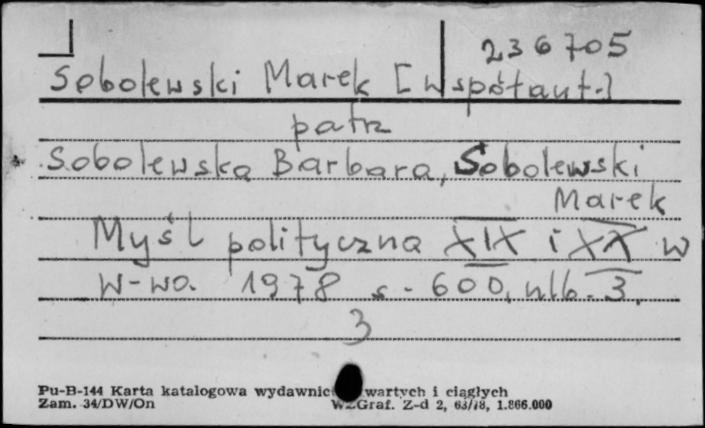 236705
Sobolewski Marek [współaut.]
patrz
Sobolewska Barbara, Sobolewski
Marek
Myśl polityczna XIX i XX w
W-wa. 1978 s. 600, nlb. 3.
3
Pu-B-144 Karta katalogowa wydawnic wartych i ciągłych
Zam. 34/DW/On WZGraf. Z-d 2, 63/78, 1.866.000